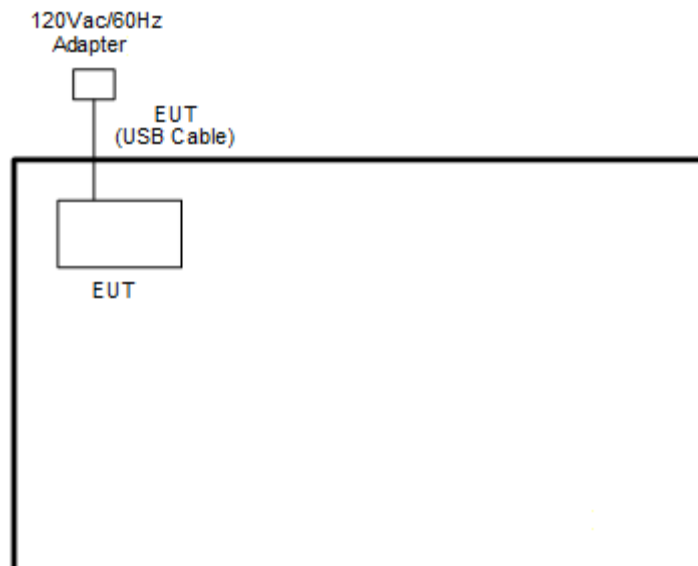 120Vac/60Hz
Adapter
EUT
(USB Cable)
EUT